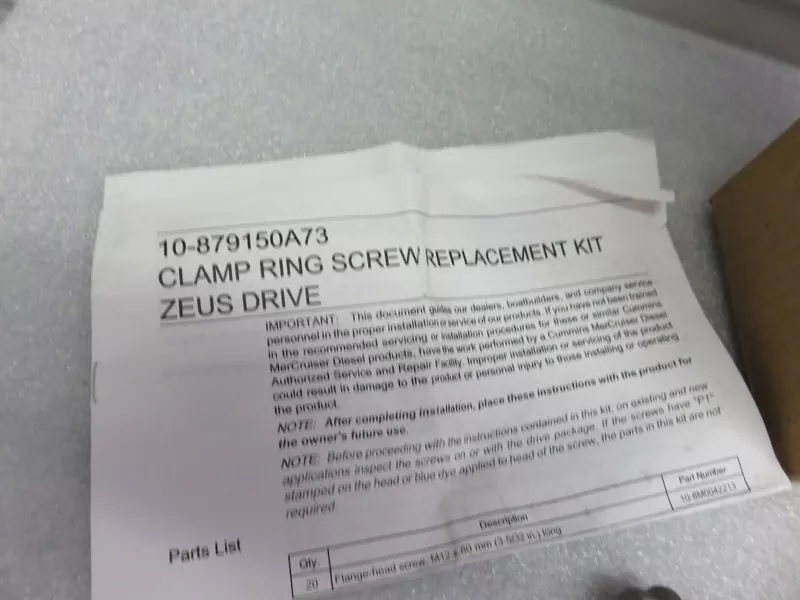 10-879150A73
CLAMP RING SCREW REPLACEMENT KIT
ZEUS DRIVE
IMPORTANT: This document guides our dealers, boatbuilders, and company service
personnel in the proper installation or service of our products. If you have not been trained
in the recommended servicing or installation procedures for these or similar Cummins
MerCruiser Diesel products, have the work performed by a Cummins MerCruiser Diesel
Authorized Service and Repair Facility. Improper installation or servicing of the product
could result in damage to the product or personal injury to those installing or operating
the product.
NOTE: After completing installation, place these instructions with the product for
the owner's future use.
NOTE: Before proceeding with the instructions contained in this kit, on existing and new
applications inspect the screws on or with the drive package. If the screws have "P1"
stamped on the head or blue dye applied to head of the screw, the parts in this kit are not
required.
Parts List
Qty. Description Part Number
20 Flange-head screw, M12 x 80 mm (3-5/32 in.) long 10-8M0042213